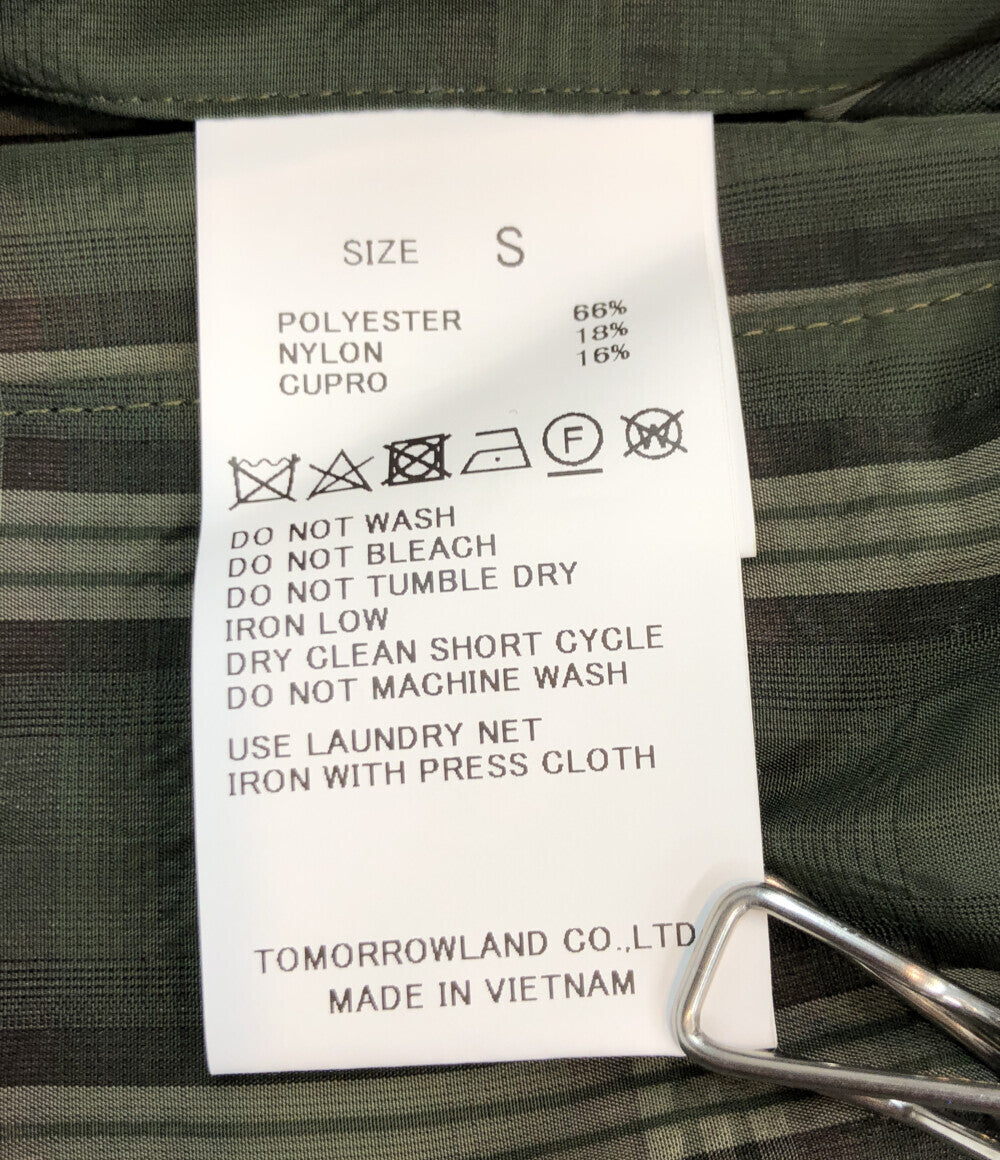 SIZE S
POLYESTER 66%
NYLON 18%
CUPRO 16%
F W
DO NOT WASH
DO NOT BLEACH
DO NOT TUMBLE DRY
IRON LOW
DRY CLEAN SHORT CYCLE
DO NOT MACHINE WASH
USE LAUNDRY NET
IRON WITH PRESS CLOTH
TOMORROWLAND CO.,LTD
MADE IN VIETNAM